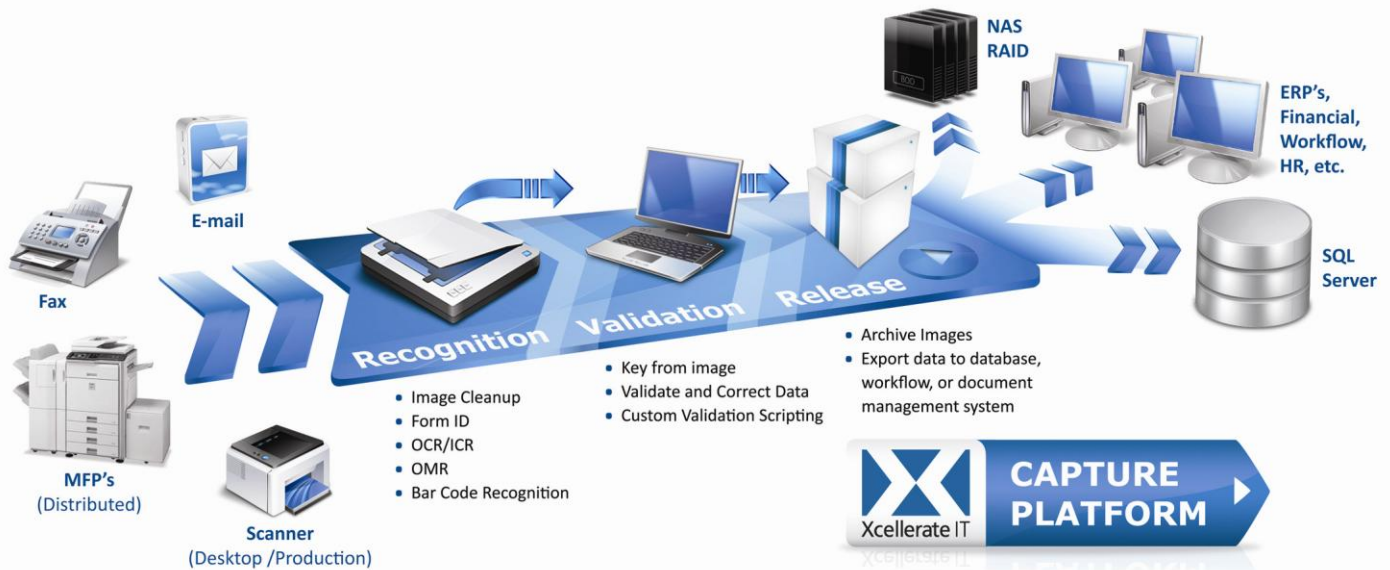 E-mail
Fax
MFP's
(Distributed)
Scanner
(Desktop /Production)
Recognition
• Image Cleanup
• Form ID
• OCR/ICR
• OMR
• Bar Code Recognition
Validation
• Key from image
• Validate and Correct Data
• Custom Validation Scripting
Release
• Archive Images
• Export data to database,
workflow, or document
management system
NAS
RAID
ERP's,
Financial,
Workflow,
HR, etc.
SQL
Server
Xcellerate IT
CAPTURE
PLATFORM